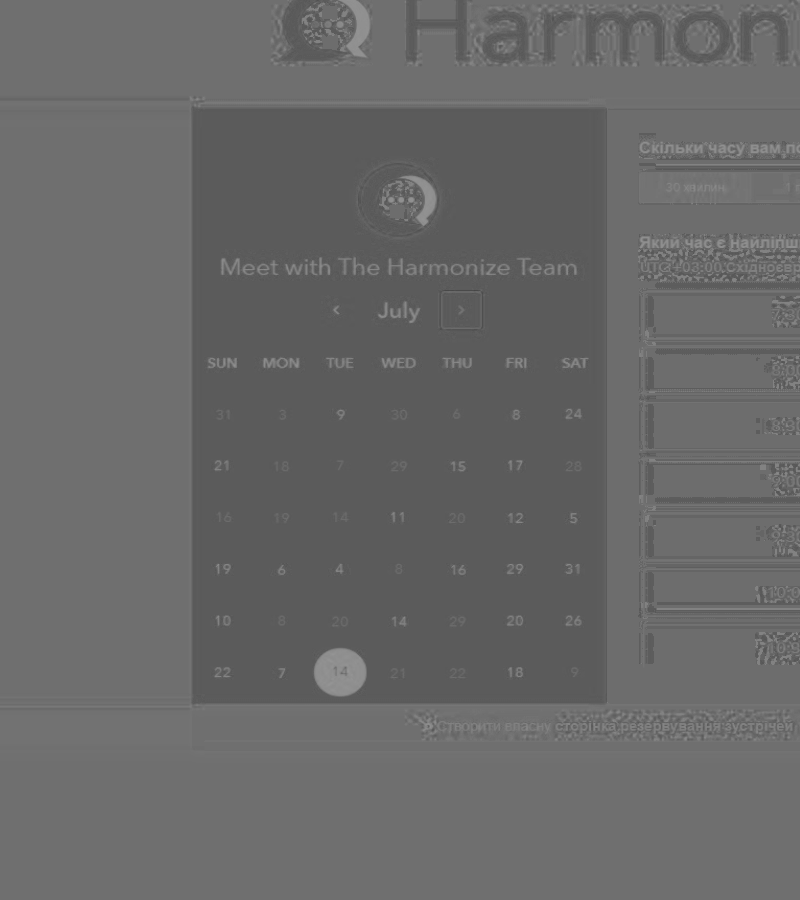 Harmon
Meet with The Harmonize Team
July
SUN MON TUE WED THU FRI SAT
31 3 9 30 6 8 24
21 18 7 29 15 17 28
16 19 14 11 20 12 5
19 6 4 8 16 29 31
10 8 20 14 29 20 26
22 7 14 21 22 18 9
Скільки часу вам по
30 хвилин
Який час є найліпш
UTC+03:00 Східноєвр
Створити власну сторінка резервування зустрічей